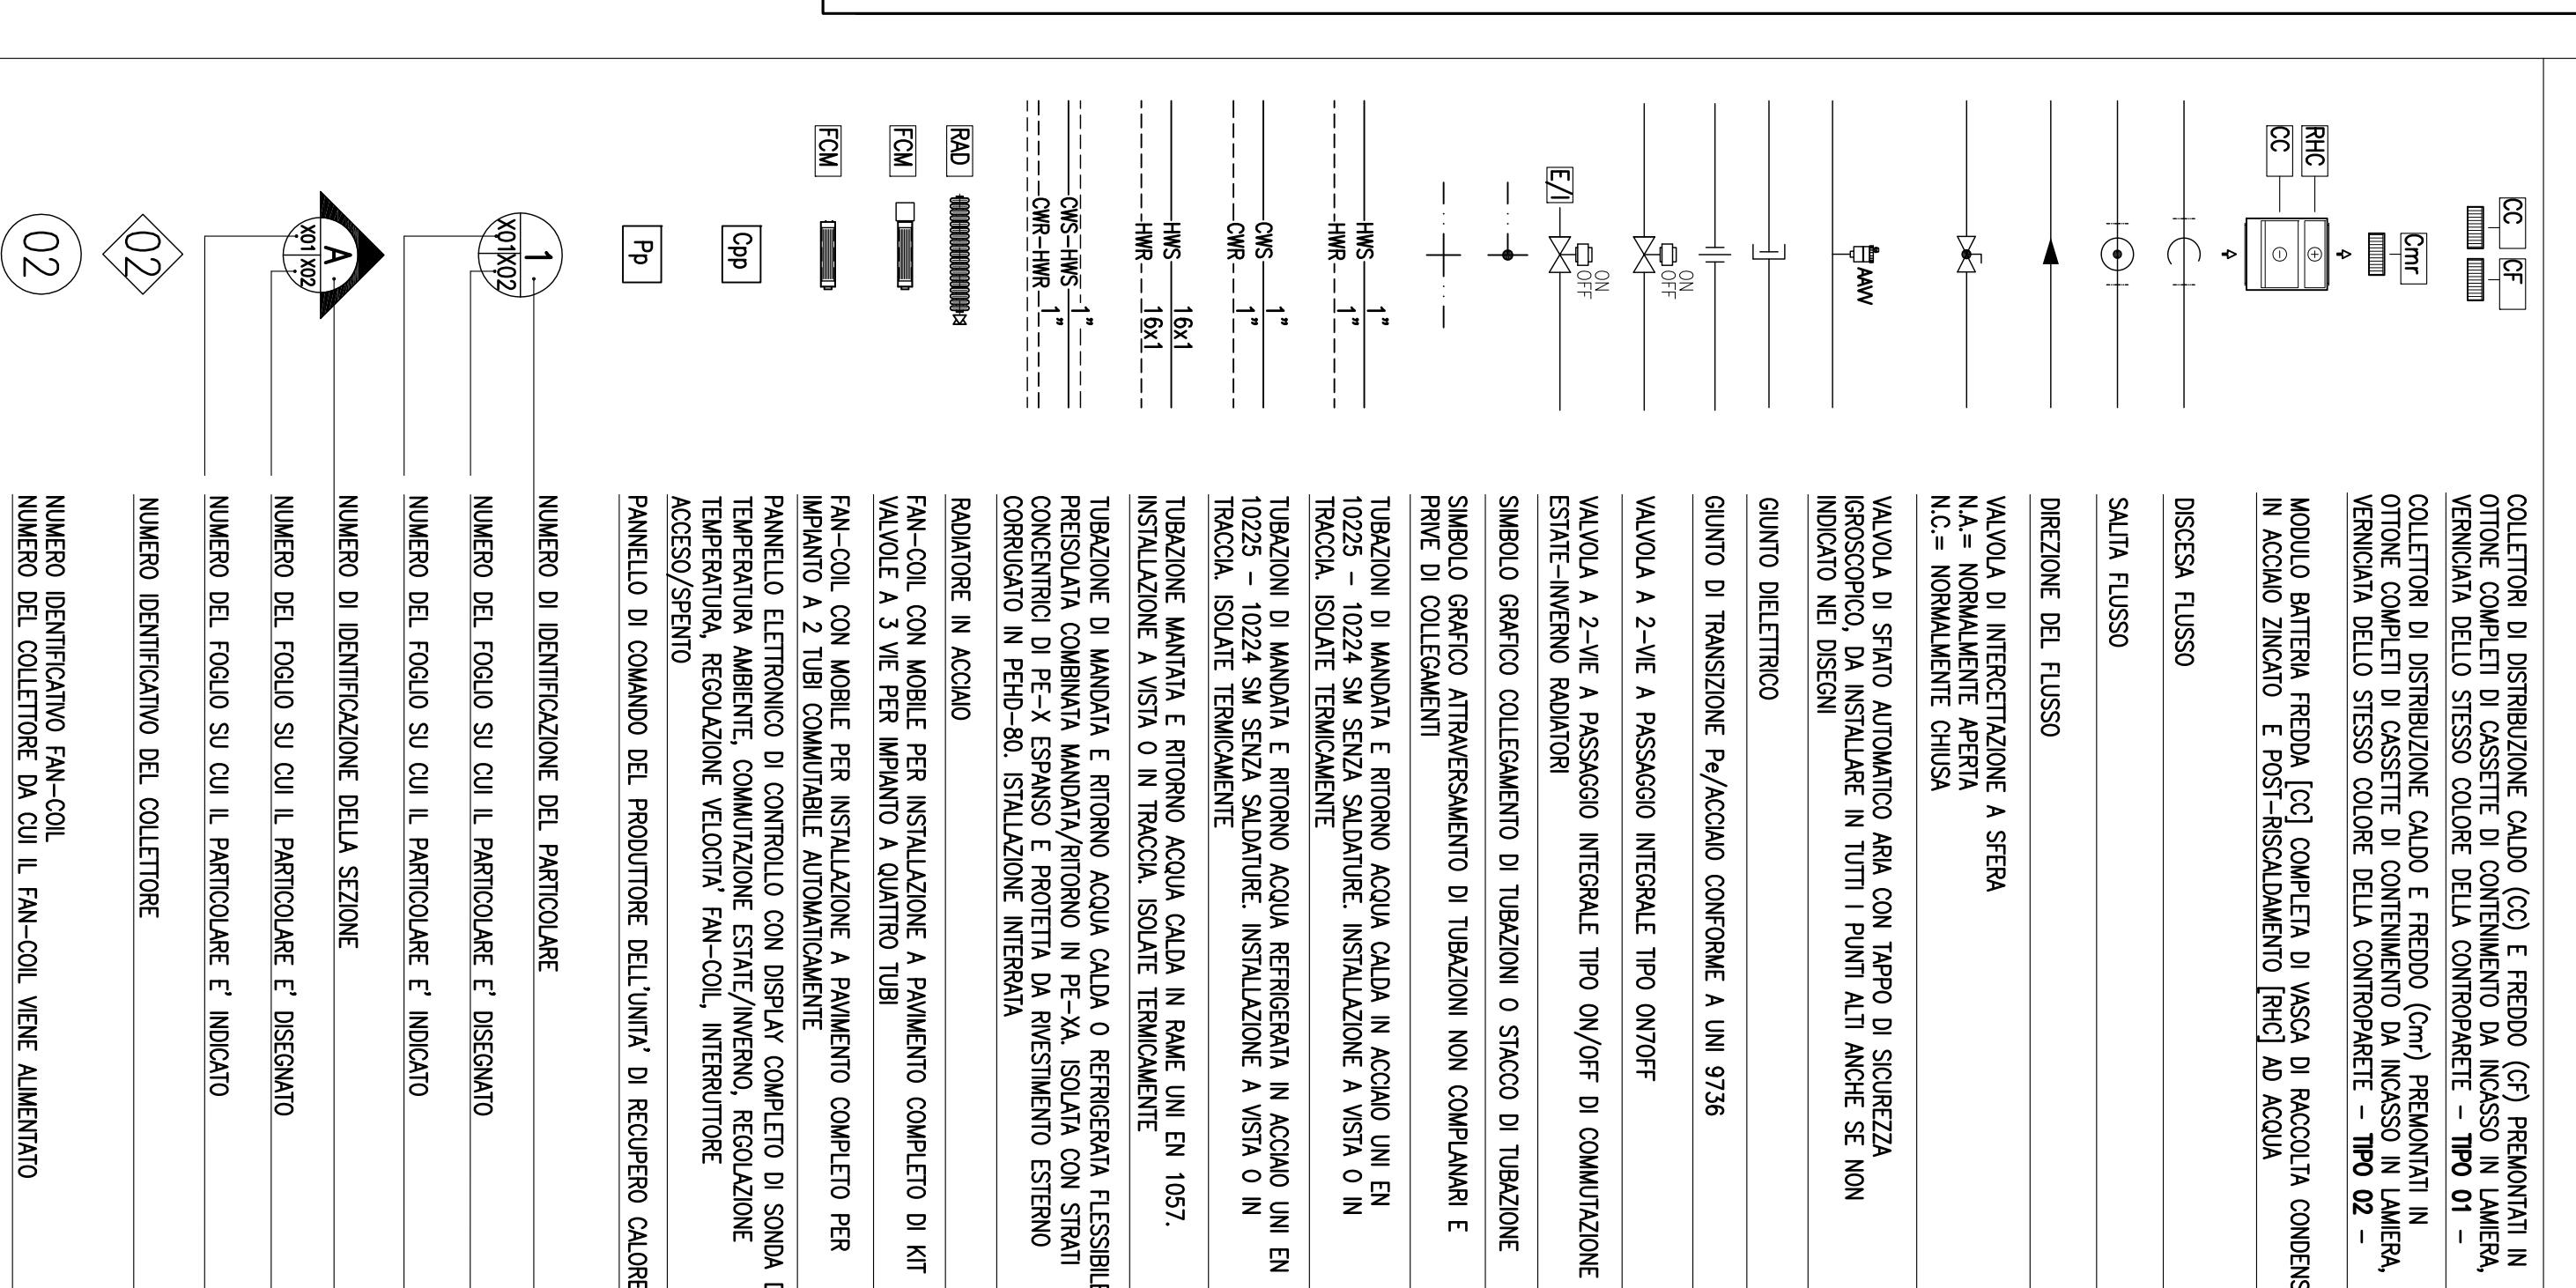 CC
CF
COLLETTORI DI DISTRIBUZIONE CALDO (CC) E FREDDO (CF) PREMONTATI IN
OTTONE COMPLETI DI CASSETTE DI CONTENIMENTO DA INCASSO IN LAMIERA,
VERNICIATA DELLO STESSO COLORE DELLA CONTROPARETE – TIPO 01 –
Cmr
COLLETTORI DI DISTRIBUZIONE CALDO E FREDDO (Cmr) PREMONTATI IN
OTTONE COMPLETI DI CASSETTE DI CONTENIMENTO DA INCASSO IN LAMIERA,
VERNICIATA DELLO STESSO COLORE DELLA CONTROPARETE – TIPO 02 –
RHC
CC
MODULO BATTERIA FREDDA [CC] COMPLETA DI VASCA DI RACCOLTA CONDENS
IN ACCIAIO ZINCATO E POST–RISCALDAMENTO [RHC] AD ACQUA
DISCESA FLUSSO
SALITA FLUSSO
DIREZIONE DEL FLUSSO
VALVOLA DI INTERCETTAZIONE A SFERA
N.A.= NORMALMENTE APERTA
N.C.= NORMALMENTE CHIUSA
AAV
VALVOLA DI SFIATO AUTOMATICO ARIA CON TAPPO DI SICUREZZA
IGROSCOPICO, DA INSTALLARE IN TUTTI I PUNTI ALTI ANCHE SE NON
INDICATO NEI DISEGNI
GIUNTO DIELETTRICO
GIUNTO DI TRANSIZIONE Pe/ACCIAIO CONFORME A UNI 9736
ON
OFF
VALVOLA A 2–VIE A PASSAGGIO INTEGRALE TIPO ON7OFF
E/I
ON
OFF
VALVOLA A 2–VIE A PASSAGGIO INTEGRALE TIPO ON/OFF DI COMMUTAZIONE
ESTATE–INVERNO RADIATORI
SIMBOLO GRAFICO COLLEGAMENTO DI TUBAZIONI O STACCO DI TUBAZIONE
SIMBOLO GRAFICO ATTRAVERSAMENTO DI TUBAZIONI NON COMPLANARI E
PRIVE DI COLLEGAMENTI
HWS 1"
HWR 1"
TUBAZIONI DI MANDATA E RITORNO ACQUA CALDA IN ACCIAIO UNI EN
10225 – 10224 SM SENZA SALDATURE. INSTALLAZIONE A VISTA O IN
TRACCIA. ISOLATE TERMICAMENTE
CWS 1"
CWR 1"
TUBAZIONI DI MANDATA E RITORNO ACQUA REFRIGERATA IN ACCIAIO UNI EN
10225 – 10224 SM SENZA SALDATURE. INSTALLAZIONE A VISTA O IN
TRACCIA. ISOLATE TERMICAMENTE
HWS 16x1
HWR 16x1
TUBAZIONE MANTATA E RITORNO ACQUA CALDA IN RAME UNI EN 1057.
INSTALLAZIONE A VISTA O IN TRACCIA. ISOLATE TERMICAMENTE
CWS–HWS 1"
CWR–HWR 1"
TUBAZIONE DI MANDATA E RITORNO ACQUA CALDA O REFRIGERATA FLESSIBILE
PREISOLATA COMBINATA MANDATA/RITORNO IN PE–XA. ISOLATA CON STRATI
CONCENTRICI DI PE–X ESPANSO E PROTETTA DA RIVESTIMENTO ESTERNO
CORRUGATO IN PEHD–80. ISTALLAZIONE INTERRATA
RAD
RADIATORE IN ACCIAIO
FCM
FAN–COIL CON MOBILE PER INSTALLAZIONE A PAVIMENTO COMPLETO DI KIT
VALVOLE A 3 VIE PER IMPIANTO A QUATTRO TUBI
FCM
FAN–COIL CON MOBILE PER INSTALLAZIONE A PAVIMENTO COMPLETO PER
IMPIANTO A 2 TUBI COMMUTABILE AUTOMATICAMENTE
Cpp
PANNELLO ELETTRONICO DI CONTROLLO CON DISPLAY COMPLETO DI SONDA
TEMPERATURA AMBIENTE, COMMUTAZIONE ESTATE/INVERNO, REGOLAZIONE
TEMPERATURA, REGOLAZIONE VELOCITA' FAN–COIL, INTERRUTTORE
ACCESO/SPENTO
Pp
PANNELLO DI COMANDO DEL PRODUTTORE DELL'UNITA' DI RECUPERO CALORE
1
X01 X02
NUMERO DI IDENTIFICAZIONE DEL PARTICOLARE
NUMERO DEL FOGLIO SU CUI IL PARTICOLARE E' DISEGNATO
NUMERO DEL FOGLIO SU CUI IL PARTICOLARE E' INDICATO
A
X01 X02
NUMERO DI IDENTIFICAZIONE DELLA SEZIONE
NUMERO DEL FOGLIO SU CUI IL PARTICOLARE E' DISEGNATO
NUMERO DEL FOGLIO SU CUI IL PARTICOLARE E' INDICATO
02
NUMERO IDENTIFICATIVO DEL COLLETTORE
02
NUMERO IDENTIFICATIVO FAN–COIL
NUMERO DEL COLLETTORE DA CUI IL FAN–COIL VIENE ALIMENTATO